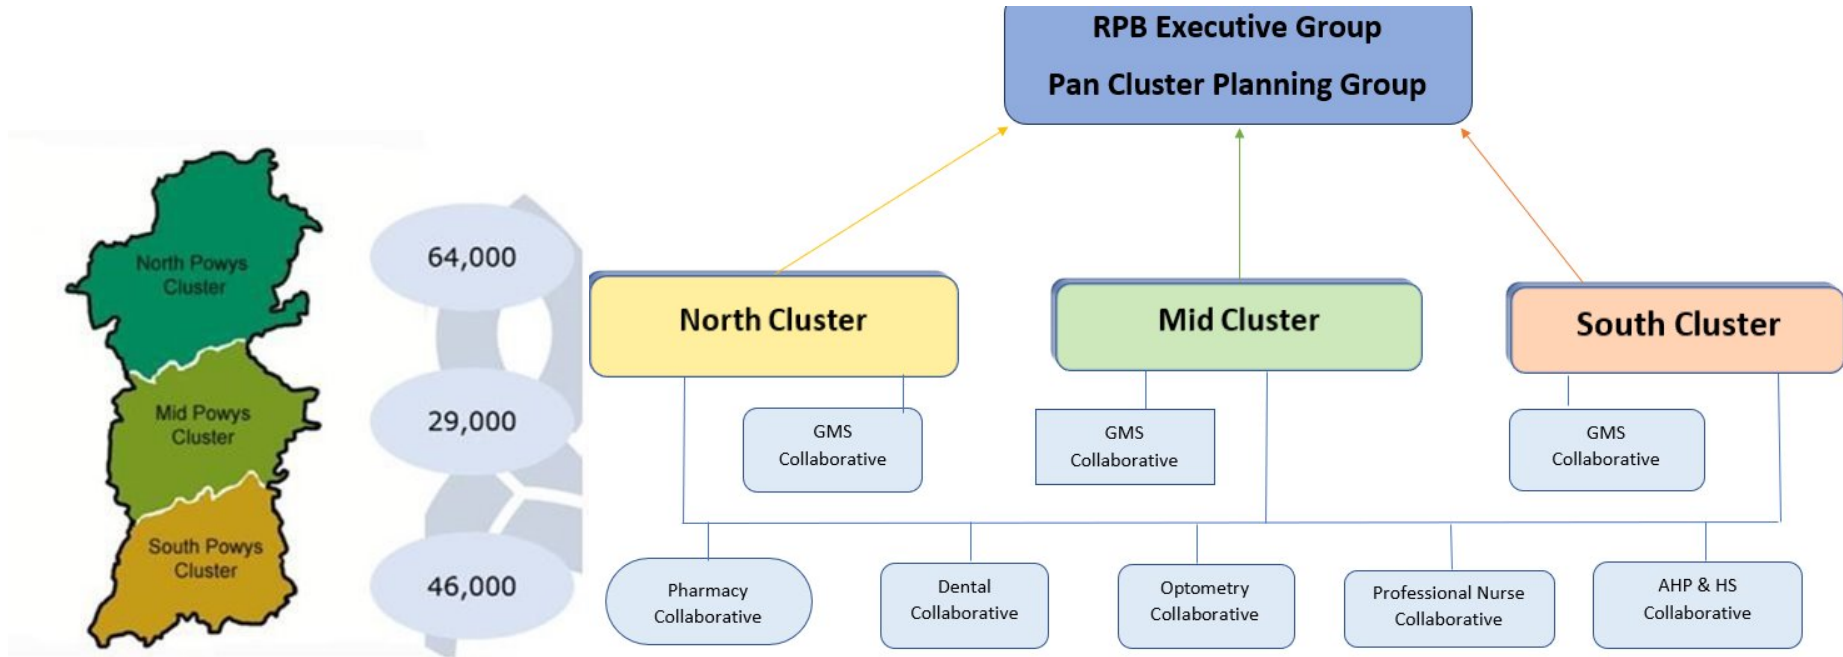 North Powys
Cluster
Mid Powys
Cluster
South Powys
Cluster
64,000
29,000
46,000
RPB Executive Group
Pan Cluster Planning Group
North Cluster
Mid Cluster
South Cluster
GMS
Collaborative
GMS
Collaborative
GMS
Collaborative
Pharmacy
Collaborative
Dental
Collaborative
Optometry
Collaborative
Professional Nurse
Collaborative
AHP & HS
Collaborative